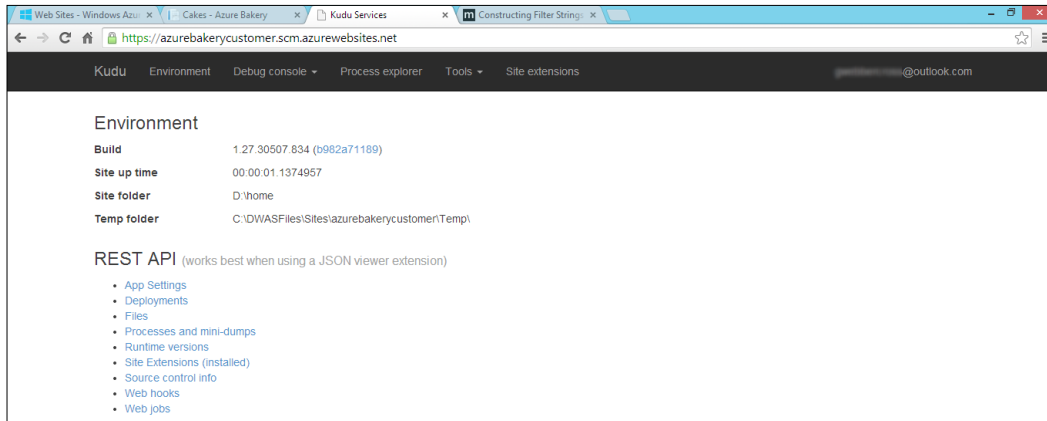 Web Sites - Windows Azu
Cakes - Azure Bakery
Kudu Services
Constructing Filter Strings
https://azurebakerycustomer.scm.azurewebsites.net
Kudu Environment Debug console Process explorer Tools Site extensions @outlook.com
Environment
Build 1.27.30507.834 (b982a71189)
Site up time 00:00:01.1374957
Site folder D:\home
Temp folder C:\DWASFiles\Sites\azurebakerycustomer\Temp\
REST API (works best when using a JSON viewer extension)
• App Settings
• Deployments
• Files
• Processes and mini-dumps
• Runtime versions
• Site Extensions (installed)
• Source control info
• Web hooks
• Web jobs